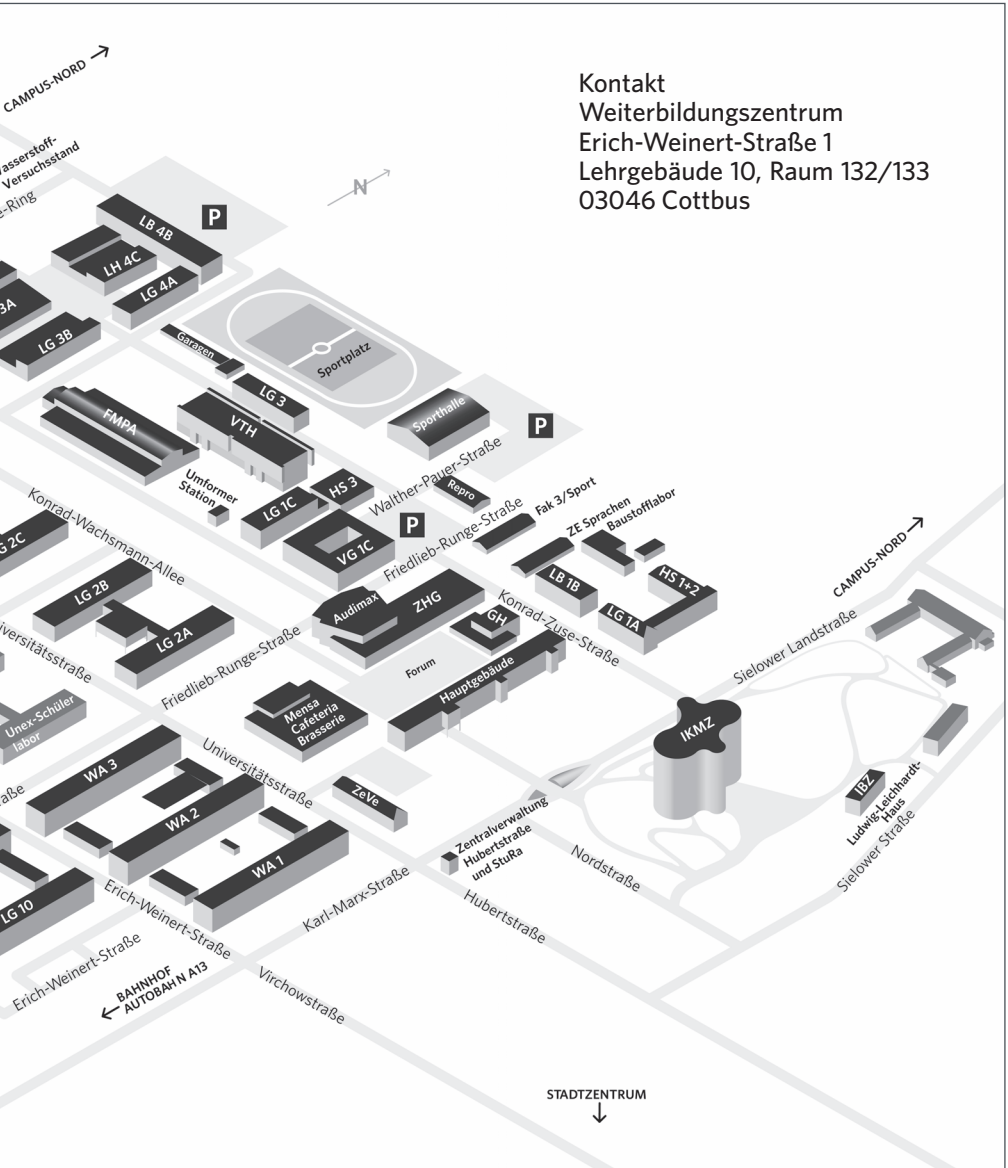 CAMPUS-NORD
Kontakt
Weiterbildungszentrum
Erich-Weinert-Straße 1
Lehrgebäude 10, Raum 132/133
03046 Cottbus
asserstoff-
Versuchsstand
e-Ring
N
P
LB 4B
LH 4C
LG 4A
3A
LG 3B
Garagen
Sportplatz
LG 3
Sporthalle
P
FMPA
VTH
Walther-Pauer-Straße
Umformer
Station
HS 3
Repro
LG 1C
P
VG 1C
Friedlieb-Runge-Straße
Fak 3/Sport
ZE Sprachen
Baustofflabor
Konrad-Wachsmann-Allee
G 2C
LG 2B
LG 2A
Audimax
ZHG
GH
LB 1B
LG 1A
HS 1+2
CAMPUS-NORD
Konrad-Zuse-Straße
iversitätsstraße
Friedlieb-Runge-Straße
Forum
Hauptgebäude
Sielower Landstraße
Unex-Schüler
labor
Mensa
Cafeteria
Brasserie
IKMZ
Universitätsstraße
WA 3
WA 2
WA 1
ZeVe
IBZ
Ludwig-Leichhardt-
Haus
Sielower Straße
aße
Zentralverwaltung
Hubertstraße
und StuRa
Nordstraße
LG 10
Erich-Weinert-Straße
Karl-Marx-Straße
Hubertstraße
Erich-Weinert-Straße
BAHNHOF
AUTOBAHN A13
Virchowstraße
STADTZENTRUM